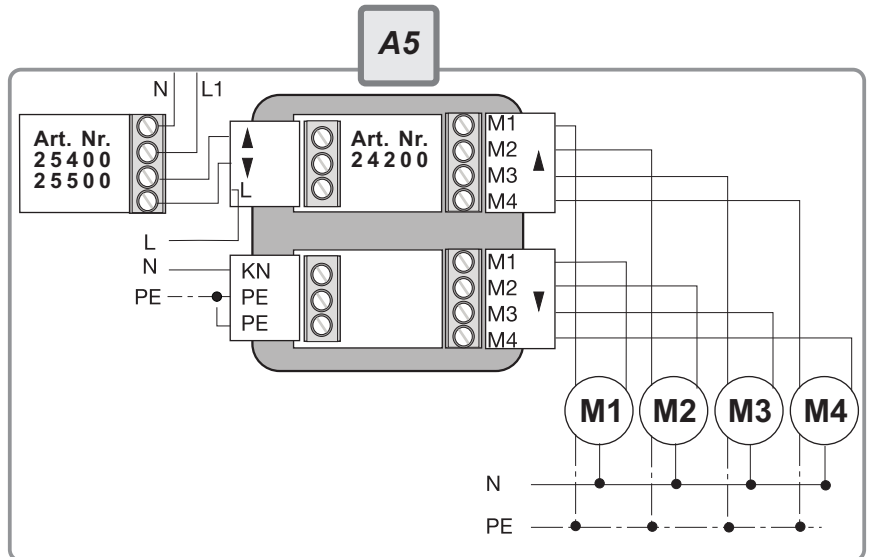 A5
N L1
Art. Nr.
25400
25500
▲
▼
L
Art. Nr.
24200
M1
M2
M3
M4
▲
L
N
PE
KN
PE
PE
M1
M2
M3
M4
▼
M1 M2 M3 M4
N
PE